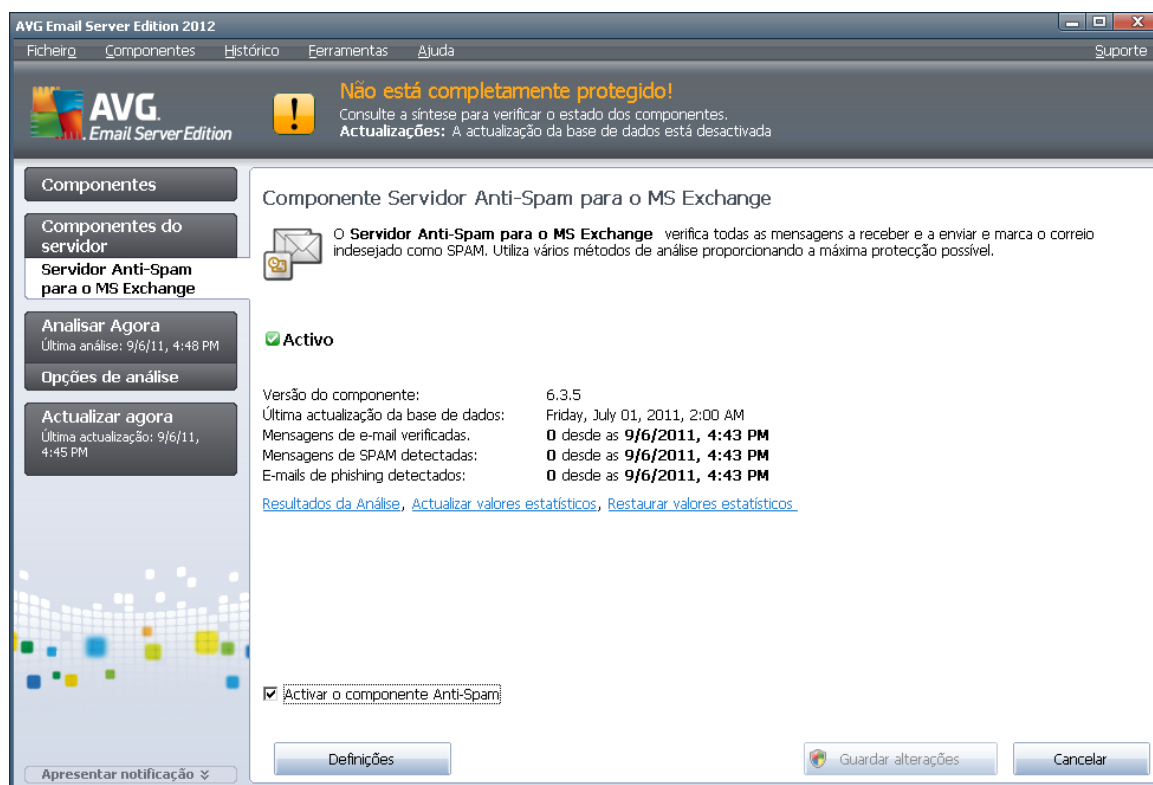 AVG Email Server Edition 2012
Ficheiro Componentes Histórico Ferramentas Ajuda Suporte
AVG.
Email Server Edition
Não está completamente protegido!
Consulte a síntese para verificar o estado dos componentes.
Actualizações: A actualização da base de dados está desactivada
Componentes
Componentes do
servidor
Servidor Anti-Spam
para o MS Exchange
Analisar Agora
Última análise: 9/6/11, 4:48 PM
Opções de análise
Actualizar agora
Última actualização: 9/6/11,
4:45 PM
Apresentar notificação
Componente Servidor Anti-Spam para o MS Exchange
O Servidor Anti-Spam para o MS Exchange verifica todas as mensagens a receber e a enviar e marca o correio
indesejado como SPAM. Utiliza vários métodos de análise proporcionando a máxima protecção possível.
Activo
Versão do componente: 6.3.5
Última actualização da base de dados: Friday, July 01, 2011, 2:00 AM
Mensagens de e-mail verificadas. 0 desde as 9/6/2011, 4:43 PM
Mensagens de SPAM detectadas: 0 desde as 9/6/2011, 4:43 PM
E-mails de phishing detectados: 0 desde as 9/6/2011, 4:43 PM
Resultados da Análise, Actualizar valores estatísticos, Restaurar valores estatísticos
Activar o componente Anti-Spam
Definições Guardar alterações Cancelar